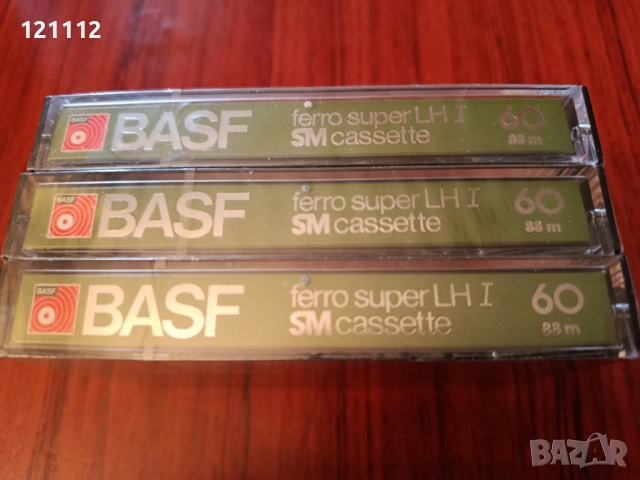 121112
BASF
BASF
ferro super LH I
SM cassette
60
88 m
BASF
BASF
ferro super LH I
SM cassette
60
88 m
BASF
BASF
ferro super LH I
SM cassette
60
88 m
BAZAR